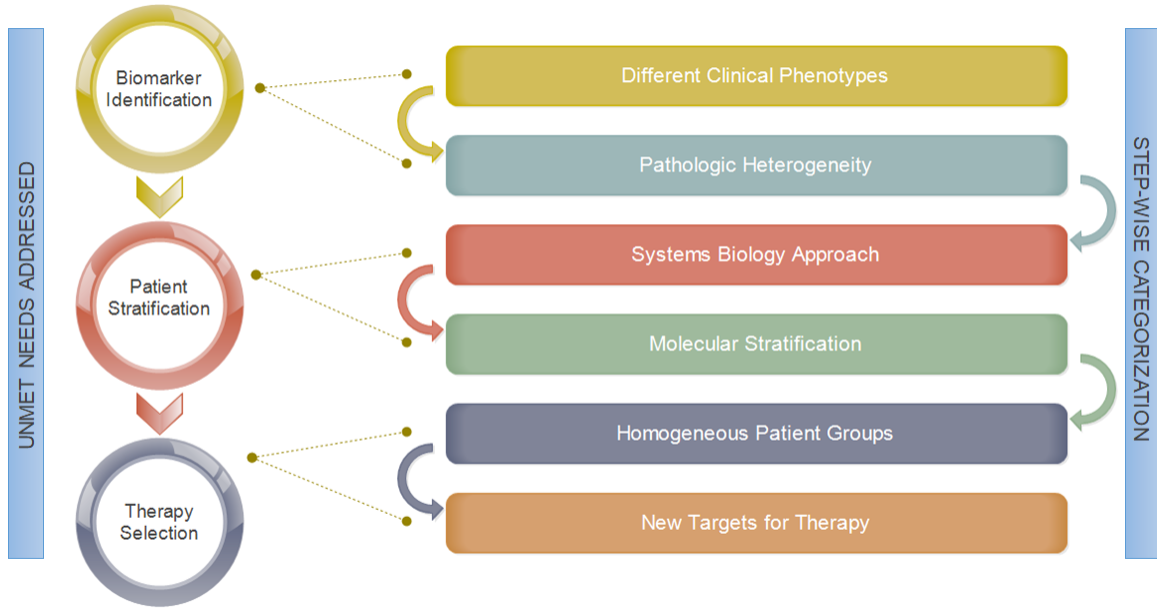 UNMET NEEDS ADDRESSED
Biomarker
Identification
Patient
Stratification
Therapy
Selection
Different Clinical Phenotypes
Pathologic Heterogeneity
Systems Biology Approach
Molecular Stratification
Homogeneous Patient Groups
New Targets for Therapy
STEP-WISE CATEGORIZATION